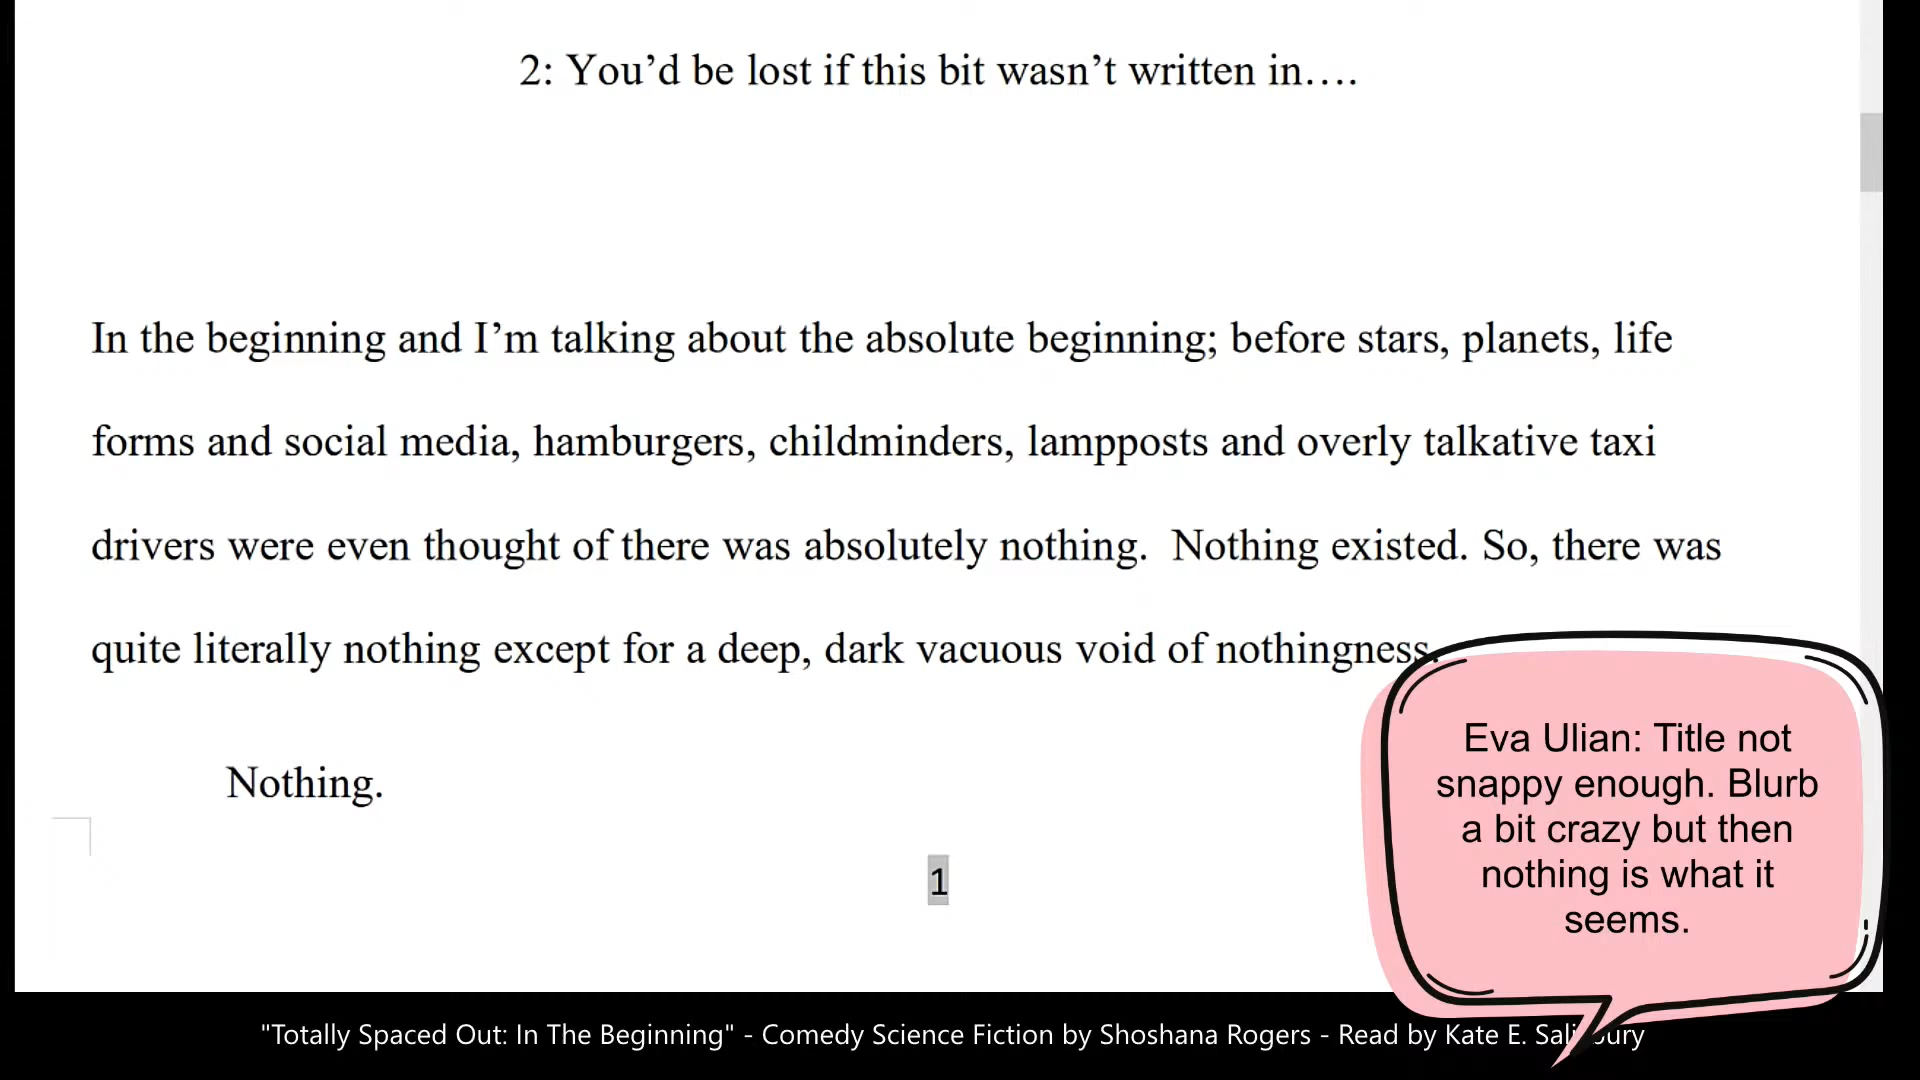 2: You’d be lost if this bit wasn’t written in….
In the beginning and I’m talking about the absolute beginning; before stars, planets, life
forms and social media, hamburgers, childminders, lampposts and overly talkative taxi
drivers were even thought of there was absolutely nothing.  Nothing existed. So, there was
quite literally nothing except for a deep, dark vacuous void of nothingness.
Nothing.
1
Eva Ulian: Title not
snappy enough. Blurb
a bit crazy but then
nothing is what it
seems.
"Totally Spaced Out: In The Beginning" - Comedy Science Fiction by Shoshana Rogers - Read by Kate E.